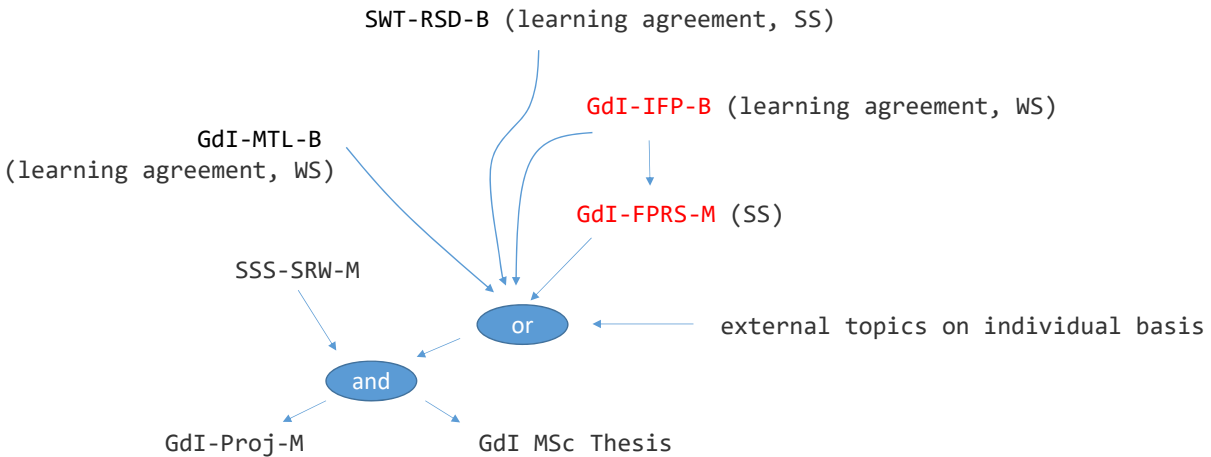 SWT-RSD-B (learning agreement, SS)
GdI-IFP-B (learning agreement, WS)
GdI-MTL-B
(learning agreement, WS)
GdI-FPRS-M (SS)
SSS-SRW-M
or
external topics on individual basis
and
GdI-Proj-M
GdI MSc Thesis